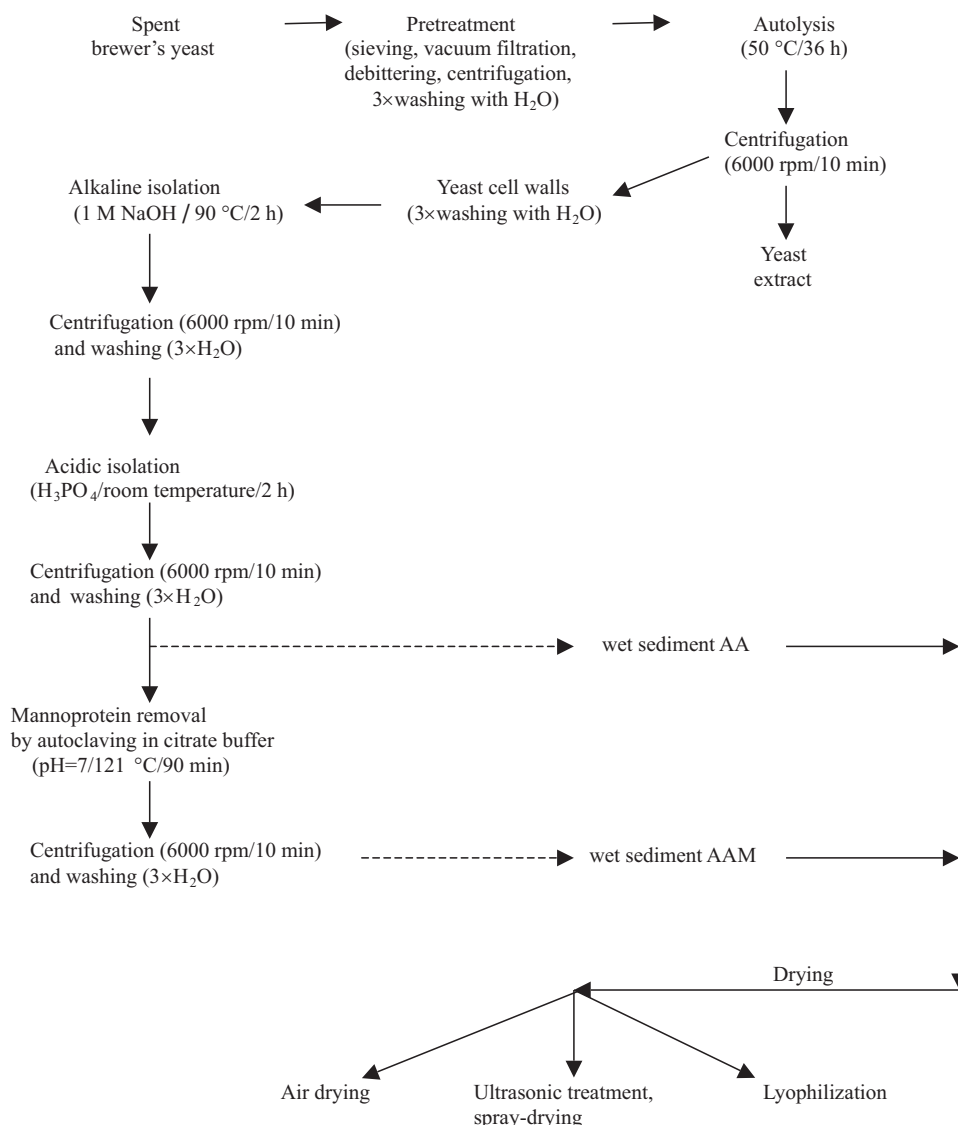 Spent
brewer’s yeast
Pretreatment
(sieving, vacuum filtration,
debittering, centrifugation,
3×washing with H₂O)
Autolysis
(50 °C/36 h)
Centrifugation
(6000 rpm/10 min)
Yeast
extract
Yeast cell walls
(3×washing with H₂O)
Alkaline isolation
(1 M NaOH / 90 °C/2 h)
Centrifugation (6000 rpm/10 min)
and washing (3×H₂O)
Acidic isolation
(H₃PO₄/room temperature/2 h)
Centrifugation (6000 rpm/10 min)
and washing (3×H₂O)
wet sediment AA
Mannoprotein removal
by autoclaving in citrate buffer
(pH=7/121 °C/90 min)
Centrifugation (6000 rpm/10 min)
and washing (3×H₂O)
wet sediment AAM
Drying
Air drying
Ultrasonic treatment,
spray-drying
Lyophilization